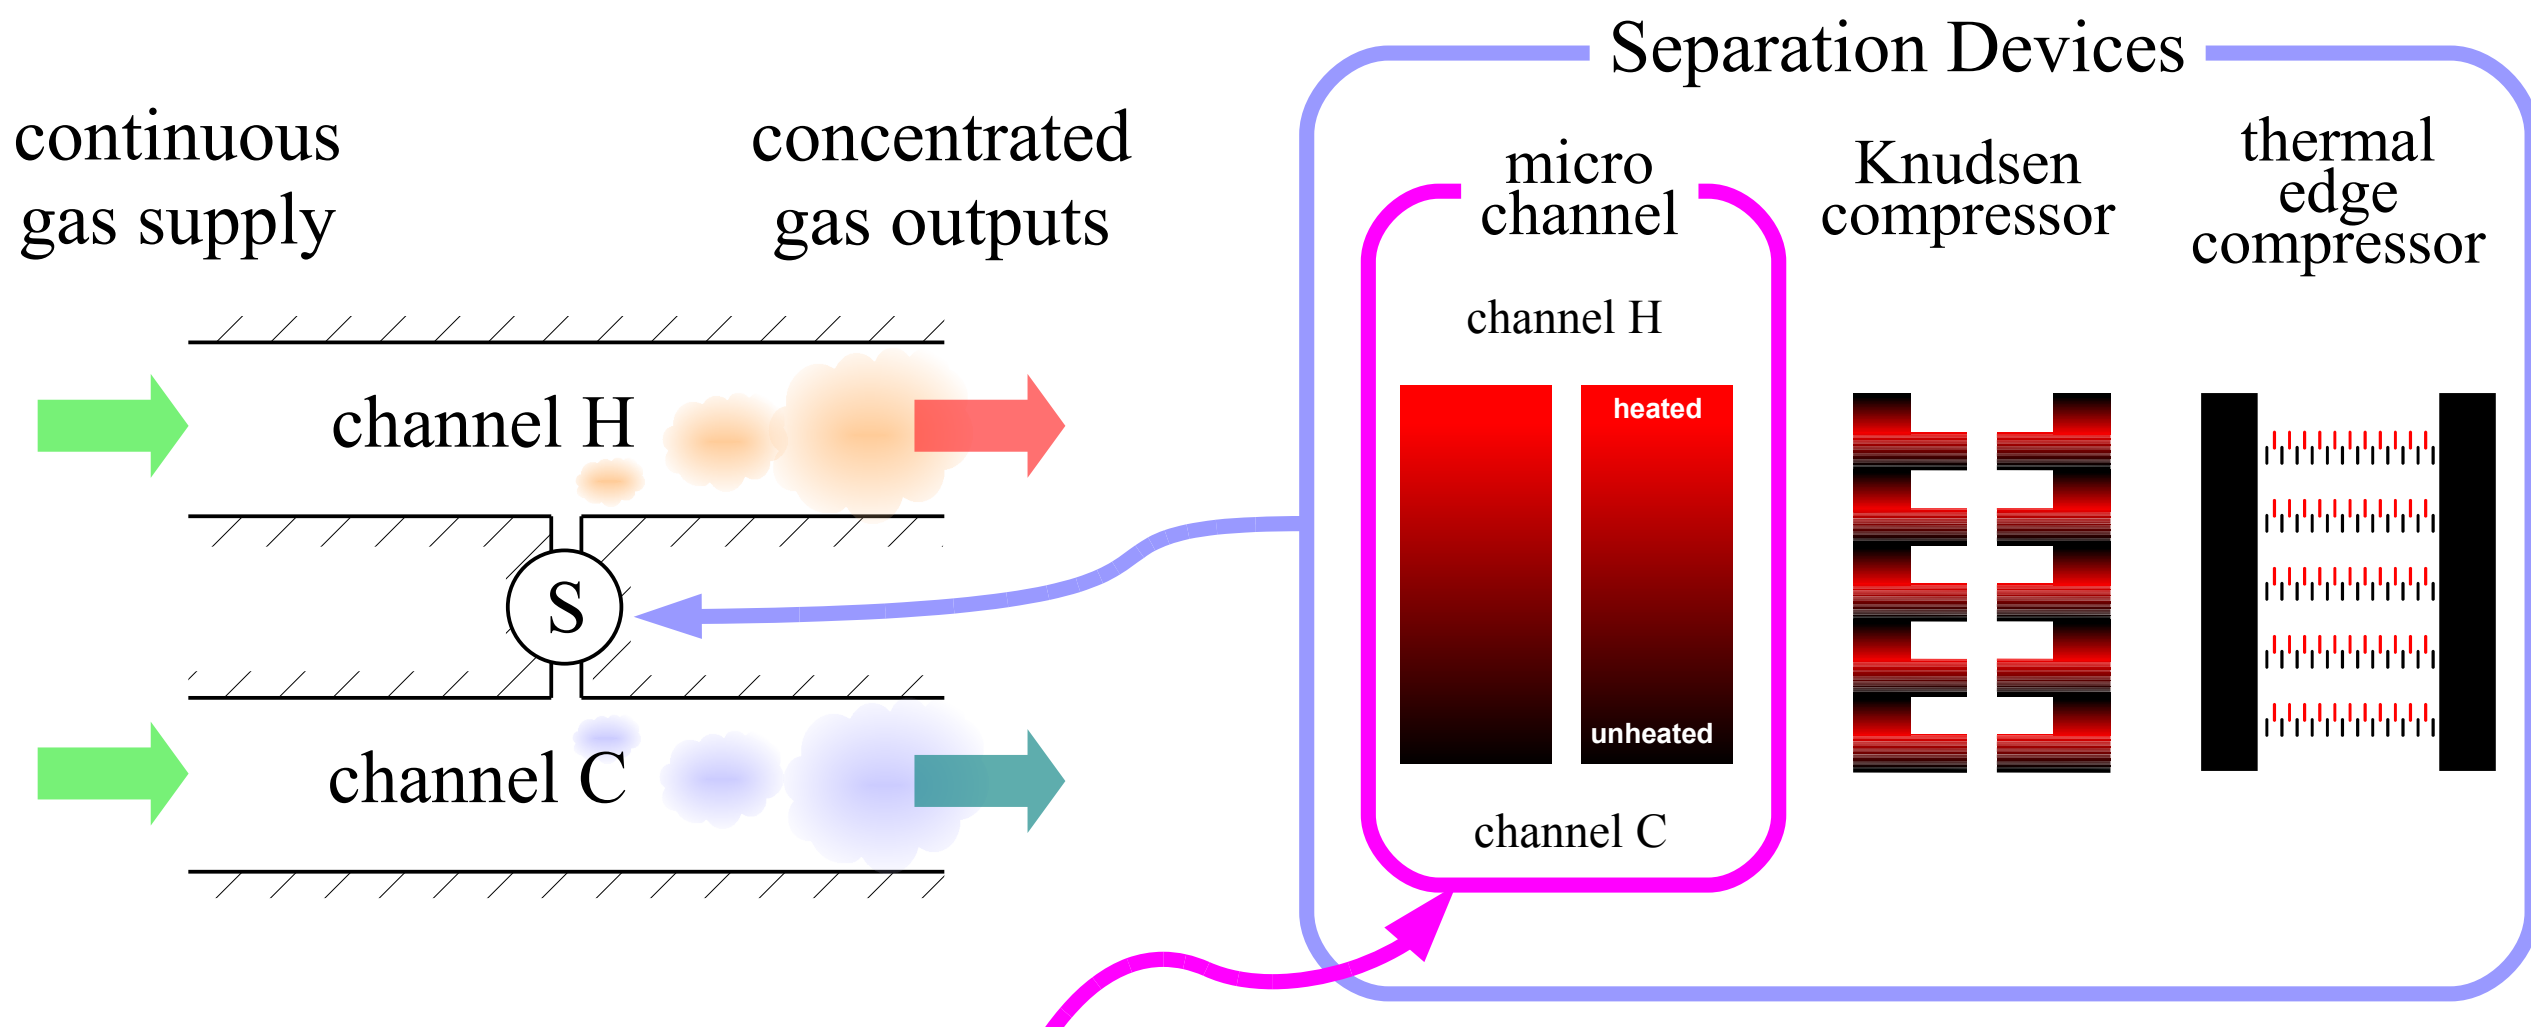 continuous
gas supply
concentrated
gas outputs
channel H
S
channel C
Separation Devices
micro
channel
channel H
heated
unheated
channel C
Knudsen
compressor
thermal
edge
compressor